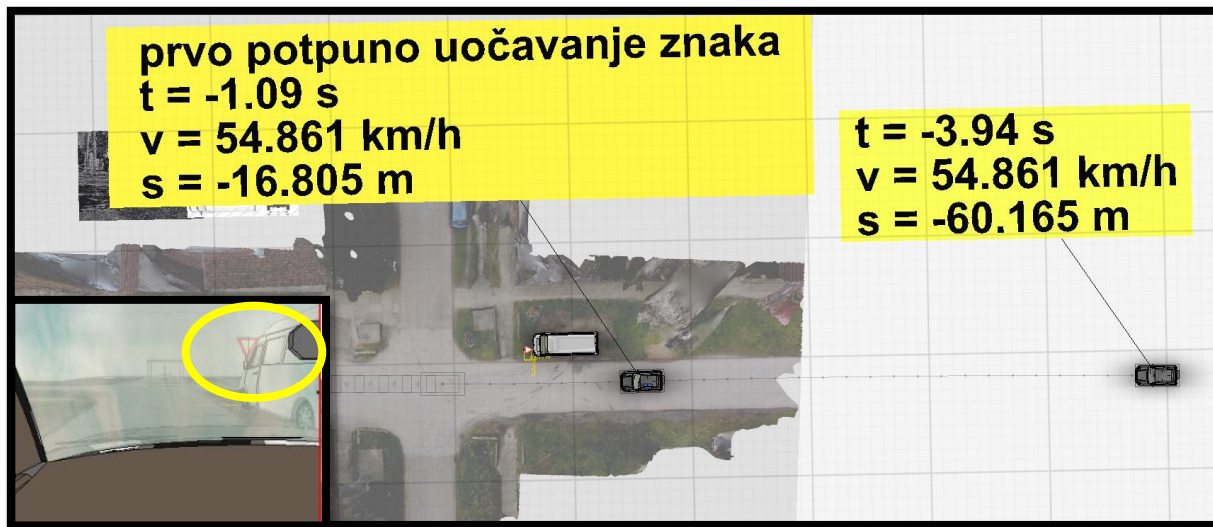 prvo potpuno uočavanje znaka
t = -1.09 s
v = 54.861 km/h
s = -16.805 m
t = -3.94 s
v = 54.861 km/h
s = -60.165 m